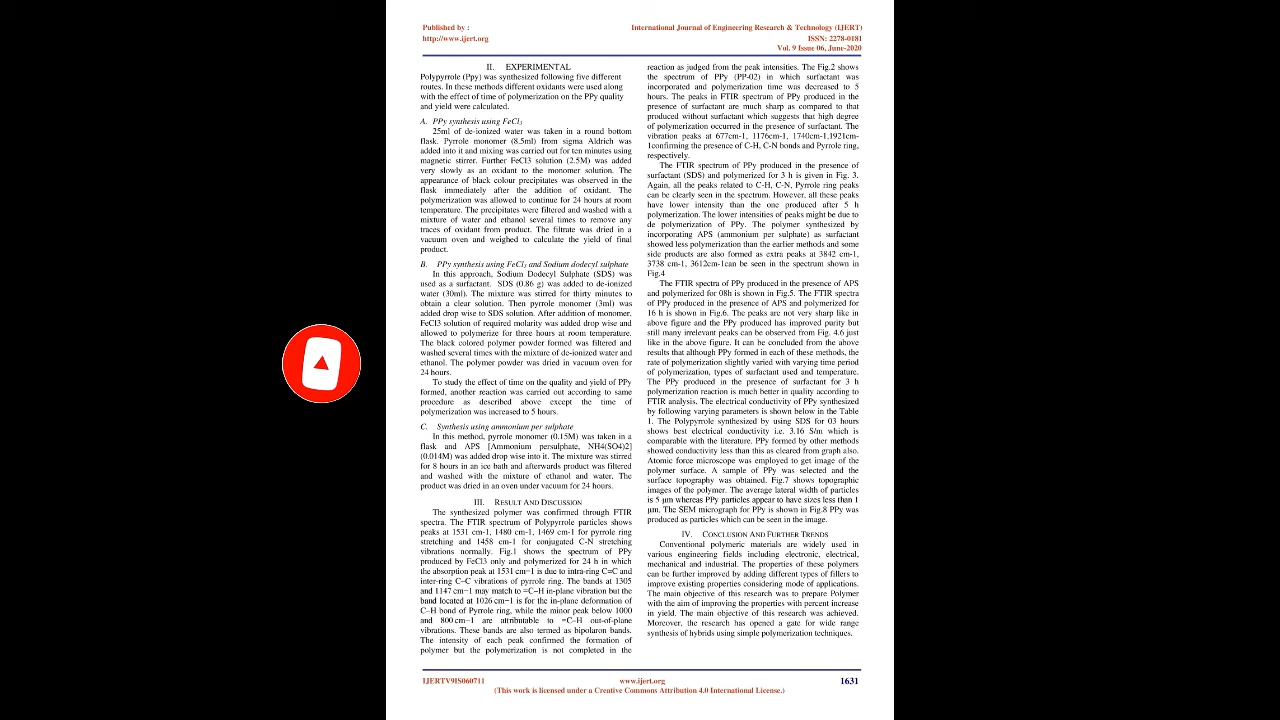 Published by :
http://www.ijert.org
International Journal of Engineering Research & Technology (IJERT)
ISSN: 2278-0181
Vol. 9 Issue 06, June-2020
II. EXPERIMENTAL
Polypyrrole (Ppy) was synthesized following five different
routes. In these methods different oxidants were used along
with the effect of time of polymerization on the PPy quality
and yield were calculated.
A. PPy synthesis using FeCl3
25ml of de-ionized water was taken in a round bottom
flask. Pyrrole monomer (8.5ml) from sigma Aldrich was
added into it and mixing was carried out for ten minutes using
magnetic stirrer. Further FeCl3 solution (2.5M) was added
very slowly as an oxidant to the monomer solution. The
appearance of black colour precipitates was observed in the
flask immediately after the addition of oxidant. The
polymerization was allowed to continue for 24 hours at room
temperature. The precipitates were filtered and washed with a
mixture of water and ethanol several times to remove any
traces of oxidant from product. The filtrate was dried in a
vacuum oven and weighed to calculate the yield of final
product.
B. PPy synthesis using FeCl3 and Sodium dodecyl sulphate
In this approach, Sodium Dodecyl Sulphate (SDS) was
used as a surfactant. SDS (0.86 g) was added to de-ionized
water (30ml). The mixture was stirred for thirty minutes to
obtain a clear solution. Then pyrrole monomer (3ml) was
added drop wise to SDS solution. After addition of monomer,
FeCl3 solution of required molarity was added drop wise and
allowed to polymerize for three hours at room temperature.
The black colored polymer powder formed was filtered and
washed several times with the mixture of de-ionized water and
ethanol. The polymer powder was dried in vacuum oven for
24 hours.
To study the effect of time on the quality and yield of PPy
formed, another reaction was carried out according to same
procedure as described above except the time of
polymerization was increased to 5 hours.
C. Synthesis using ammonium per sulphate
In this method, pyrrole monomer (0.15M) was taken in a
flask and APS [Ammonium persulphate, NH4(SO4)2]
(0.014M) was added drop wise into it. The mixture was stirred
for 8 hours in an ice bath and afterwards product was filtered
and washed with the mixture of ethanol and water. The
product was dried in an oven under vacuum for 24 hours.
III. RESULT AND DISCUSSION
The synthesized polymer was confirmed through FTIR
spectra. The FTIR spectrum of Polypyrrole particles shows
peaks at 1531 cm-1, 1480 cm-1, 1469 cm-1 for pyrrole ring
stretching and 1458 cm-1 for conjugated C-N stretching
vibrations normally. Fig.1 shows the spectrum of PPy
produced by FeCl3 only and polymerized for 24 h in which
the absorption peak at 1531 cm−1 is due to intra-ring C=C and
inter-ring C–C vibrations of pyrrole ring. The bands at 1305
and 1147 cm−1 may match to =C–H in-plane vibration but the
band located at 1026 cm−1 is for the in-plane deformation of
C–H bond of Pyrrole ring, while the minor peak below 1000
and 800 cm−1 are attributable to =C–H out-of-plane
vibrations. These bands are also termed as bipolaron bands.
The intensity of each peak confirmed the formation of
polymer but the polymerization is not completed in the
reaction as judged from the peak intensities. The Fig.2 shows
the spectrum of PPy (PP-02) in which surfactant was
incorporated and polymerization time was decreased to 5
hours. The peaks in FTIR spectrum of PPy produced in the
presence of surfactant are much sharp as compared to that
produced without surfactant which suggests that high degree
of polymerization occurred in the presence of surfactant. The
vibration peaks at 677cm-1, 1176cm-1, 1740cm-1,1921cm-
1confirming the presence of C-H, C-N bonds and Pyrrole ring,
respectively.
The FTIR spectrum of PPy produced in the presence of
surfactant (SDS) and polymerized for 3 h is given in Fig. 3.
Again, all the peaks related to C-H, C-N, Pyrrole ring peaks
can be clearly seen in the spectrum. However, all these peaks
have lower intensity than the one produced after 5 h
polymerization. The lower intensities of peaks might be due to
de polymerization of PPy. The polymer synthesized by
incorporating APS (ammonium per sulphate) as surfactant
showed less polymerization than the earlier methods and some
side products are also formed as extra peaks at 3842 cm-1,
3738 cm-1, 3612cm-1can be seen in the spectrum shown in
Fig.4
The FTIR spectra of PPy produced in the presence of APS
and polymerized for 08h is shown in Fig.5. The FTIR spectra
of PPy produced in the presence of APS and polymerized for
16 h is shown in Fig.6. The peaks are not very sharp like in
above figure and the PPy produced has improved purity but
still many irrelevant peaks can be observed from Fig. 4.6 just
like in the above figure. It can be concluded from the above
results that although PPy formed in each of these methods, the
rate of polymerization slightly varied with varying time period
of polymerization, types of surfactant used and temperature.
The PPy produced in the presence of surfactant for 3 h
polymerization reaction is much better in quality according to
FTIR analysis. The electrical conductivity of PPy synthesized
by following varying parameters is shown below in the Table
1. The Polypyrrole synthesized by using SDS for 03 hours
shows best electrical conductivity i.e. 3.16 S/m which is
comparable with the literature. PPy formed by other methods
showed conductivity less than this as cleared from graph also.
Atomic force microscope was employed to get image of the
polymer surface. A sample of PPy was selected and the
surface topography was obtained. Fig.7 shows topographic
images of the polymer. The average lateral width of particles
is 5 μm whereas PPy particles appear to have sizes less than 1
μm. The SEM micrograph for PPy is shown in Fig.8 PPy was
produced as particles which can be seen in the image.
IV. CONCLUSION AND FURTHER TRENDS
Conventional polymeric materials are widely used in
various engineering fields including electronic, electrical,
mechanical and industrial. The properties of these polymers
can be further improved by adding different types of fillers to
improve existing properties considering mode of applications.
The main objective of this research was to prepare Polymer
with the aim of improving the properties with percent increase
in yield. The main objective of this research was achieved.
Moreover, the research has opened a gate for wide range
synthesis of hybrids using simple polymerization techniques.
IJERTV9IS060711
www.ijert.org
1631
(This work is licensed under a Creative Commons Attribution 4.0 International License.)